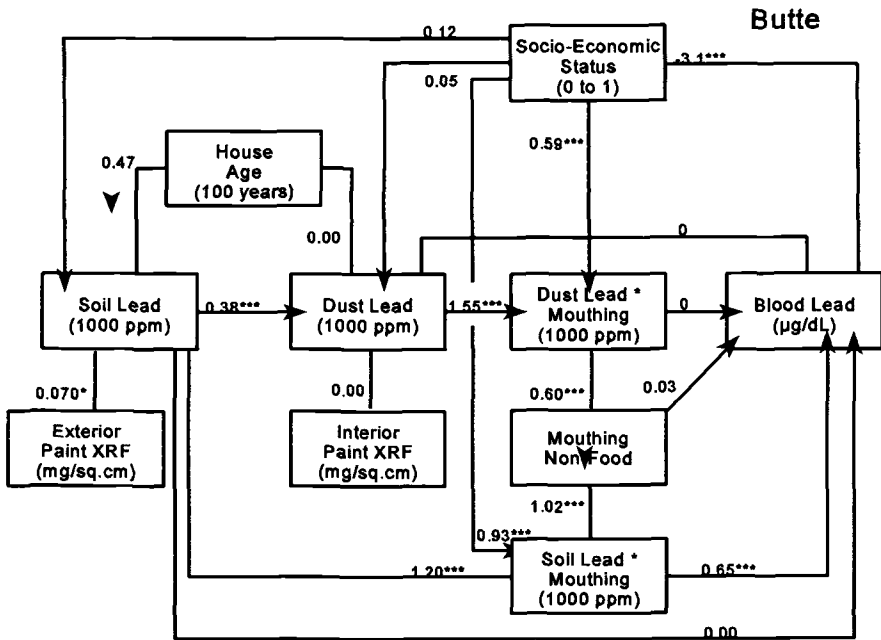 Butte
0.12
Socio-Economic
Status
(0 to 1)
-3.1***
0.05
0.59***
0.47
House
Age
(100 years)
0.00
0
Soil Lead
(1000 ppm)
0.38***
Dust Lead
(1000 ppm)
1.55***
Dust Lead *
Mouthing
(1000 ppm)
0
Blood Lead
(µg/dL)
0.070*
0.00
0.60***
0.03
Exterior
Paint XRF
(mg/sq.cm)
Interior
Paint XRF
(mg/sq.cm)
Mouthing
Non Food
1.02***
0.93***
1.20***
Soil Lead *
Mouthing
(1000 ppm)
0.65***
0.00